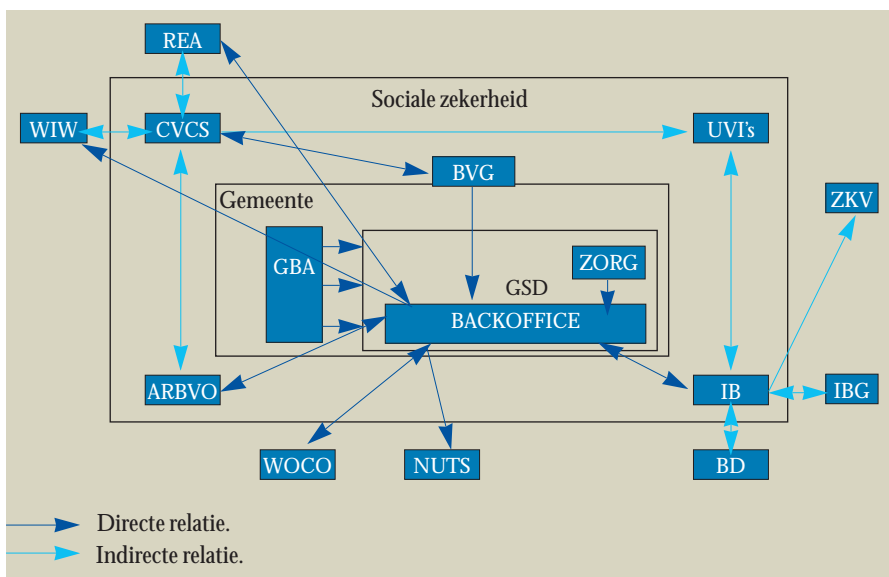 REA
Sociale zekerheid
WIW
CVCS
UVI's
BVG
ZKV
Gemeente
GBA
ZORG
GSD
BACKOFFICE
ARBVO
IB
IBG
WOCO
NUTS
BD
Directe relatie.
Indirecte relatie.